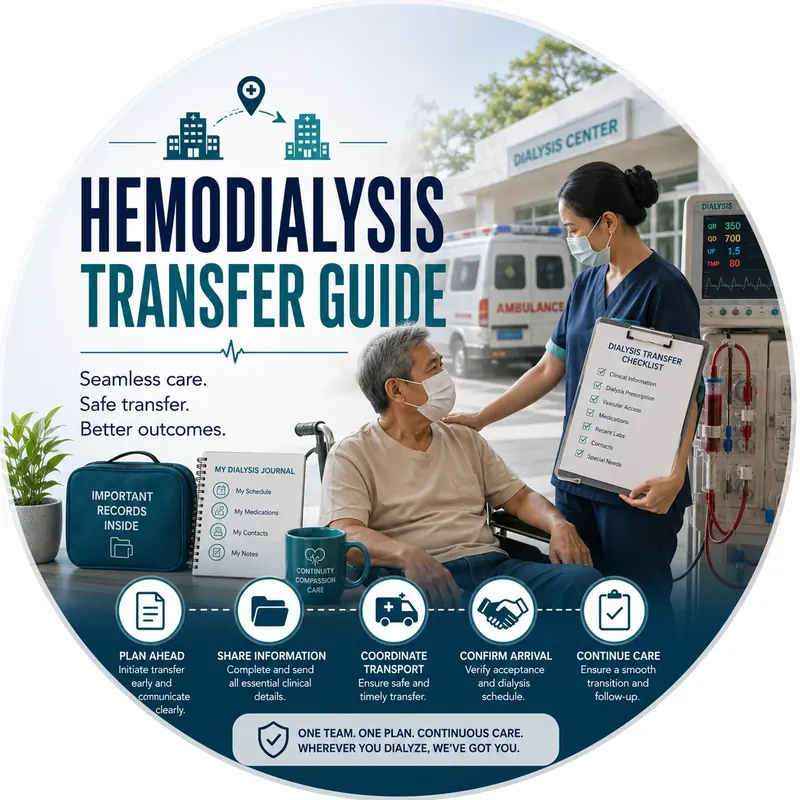 HEMODIALYSIS
TRANSFER GUIDE
Seamless care.
Safe transfer.
Better outcomes.
DIALYSIS CENTER
AMBULANCE
DIALYSIS
QB 350
QD 700
UF 1.5
TMP 80
DIALYSIS TRANSFER
CHECKLIST
Clinical Information
Dialysis Prescription
Vascular Access
Medications
Recent Labs
Contacts
Special Needs
IMPORTANT
RECORDS
INSIDE
MY DIALYSIS JOURNAL
My Schedule
My Medications
My Contacts
My Notes
CONTINUITY
COMPASSION
CARE
PLAN AHEAD
Initiate transfer
early and
communicate
clearly.
SHARE INFORMATION
Complete and send
all essential clinical
details.
COORDINATE
TRANSPORT
Ensure safe and
timely transfer.
CONFIRM ARRIVAL
Verify acceptance
and dialysis
schedule.
CONTINUE CARE
Ensure a smooth
transition and
follow-up.
ONE TEAM. ONE PLAN. CONTINUOUS CARE.
WHEREVER YOU DIALYZE, WE'VE GOT YOU.